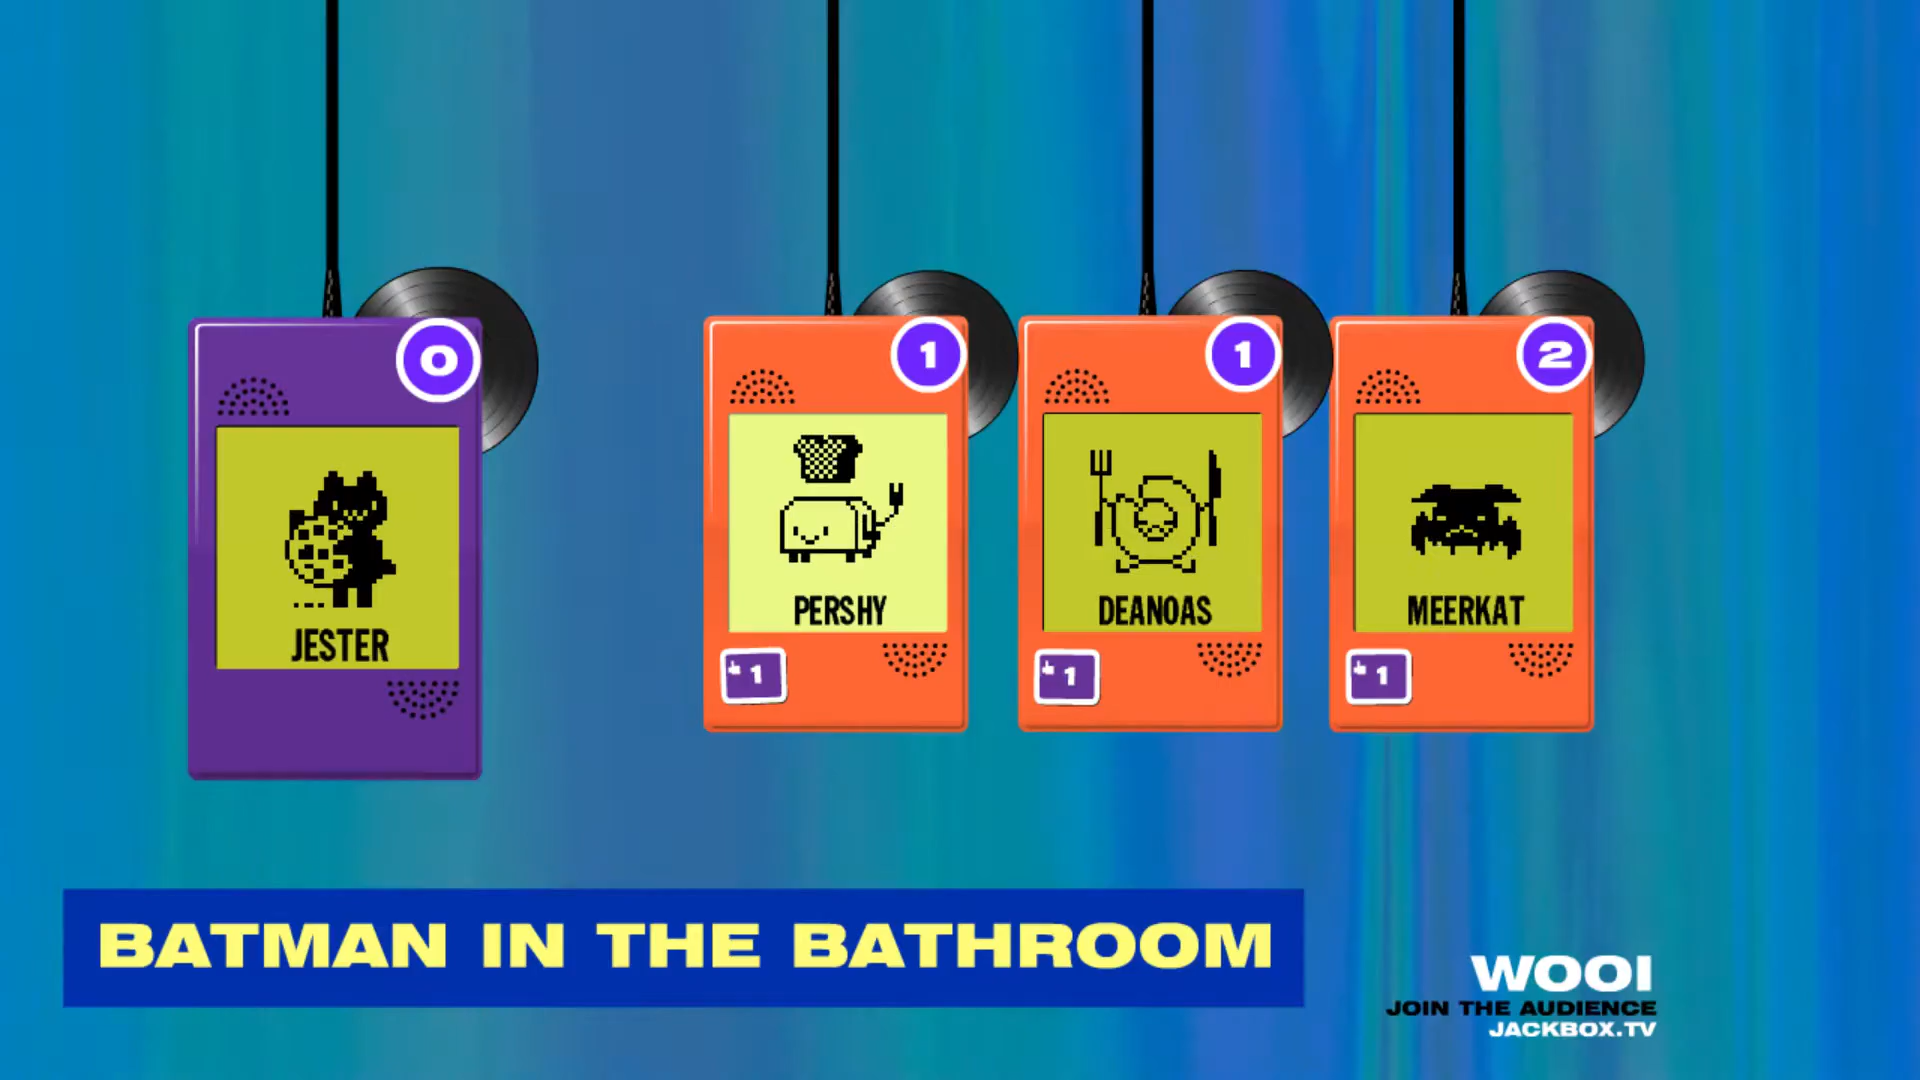 0
1
1
2
JESTER
PERSHY
DEANOAS
MEERKAT
1
1
1
BATMAN IN THE BATHROOM
WOOI
JOIN THE AUDIENCE
JACKBOX.TV